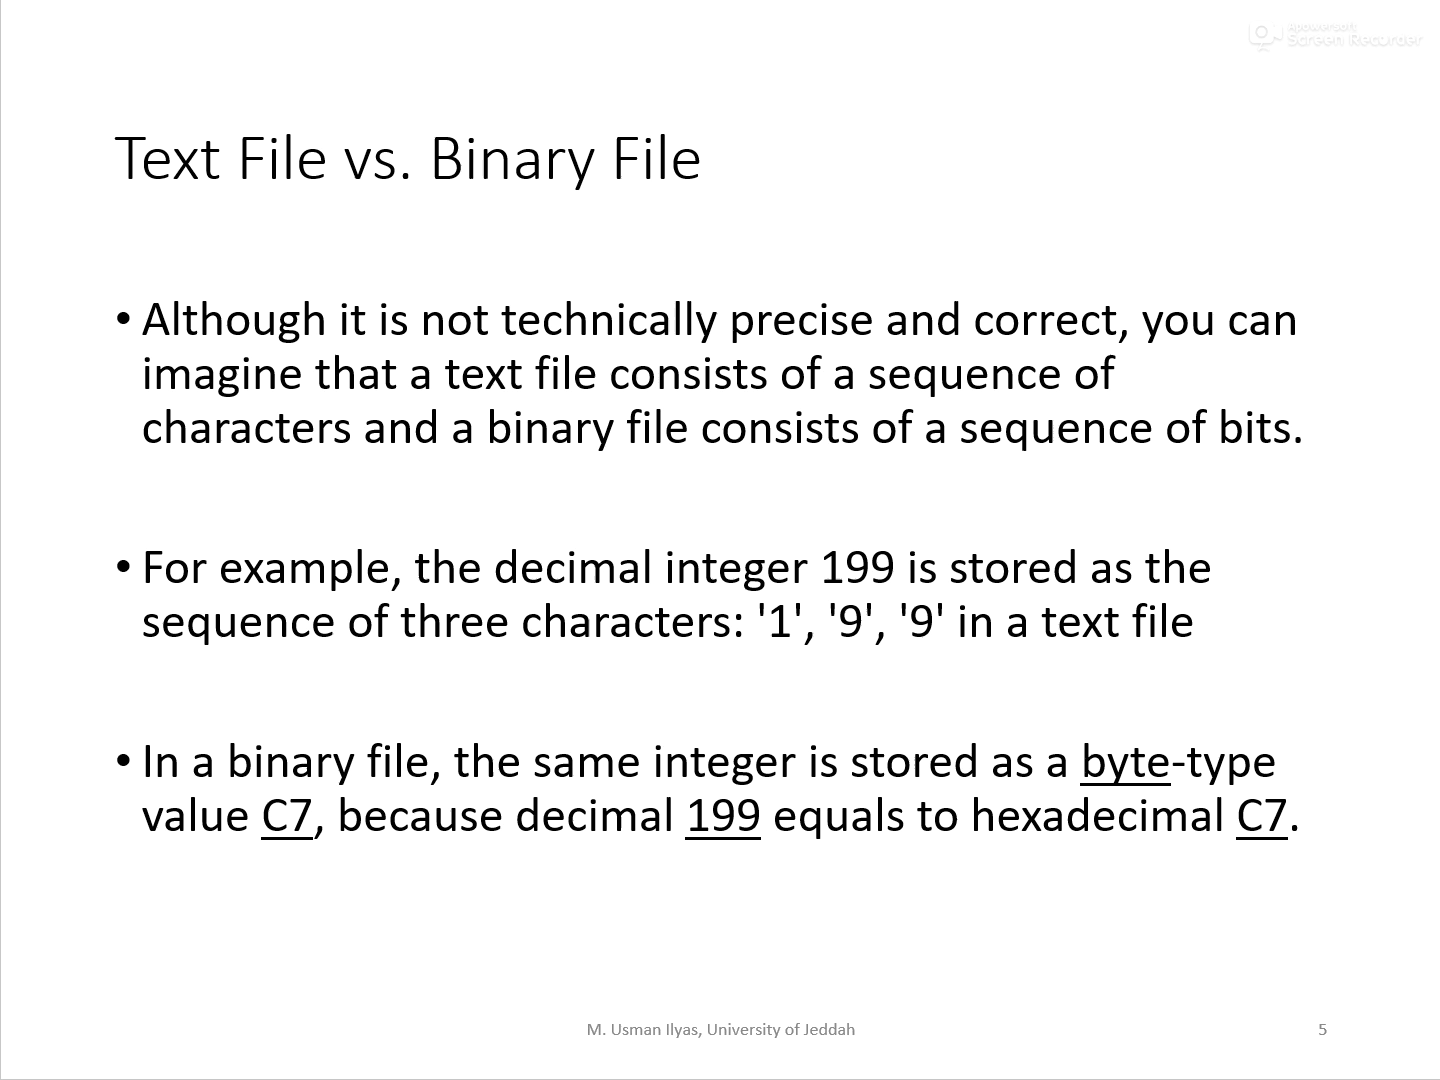 Apowersoft
Screen Recorder
Text File vs. Binary File
• Although it is not technically precise and correct, you can
imagine that a text file consists of a sequence of
characters and a binary file consists of a sequence of bits.
• For example, the decimal integer 199 is stored as the
sequence of three characters: '1', '9', '9' in a text file
• In a binary file, the same integer is stored as a byte-type
value C7, because decimal 199 equals to hexadecimal C7.
M. Usman Ilyas, University of Jeddah
5